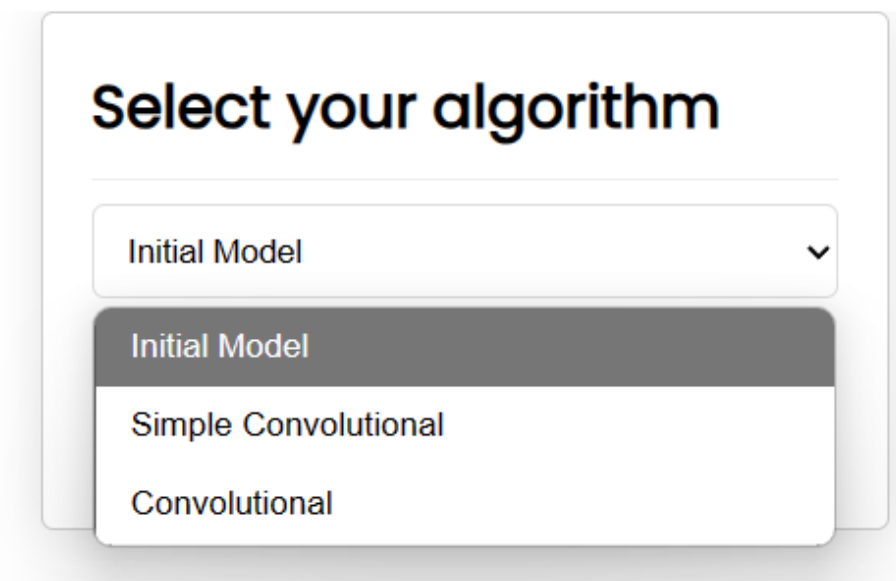 Select your algorithm
Initial Model
Initial Model
Simple Convolutional
Convolutional